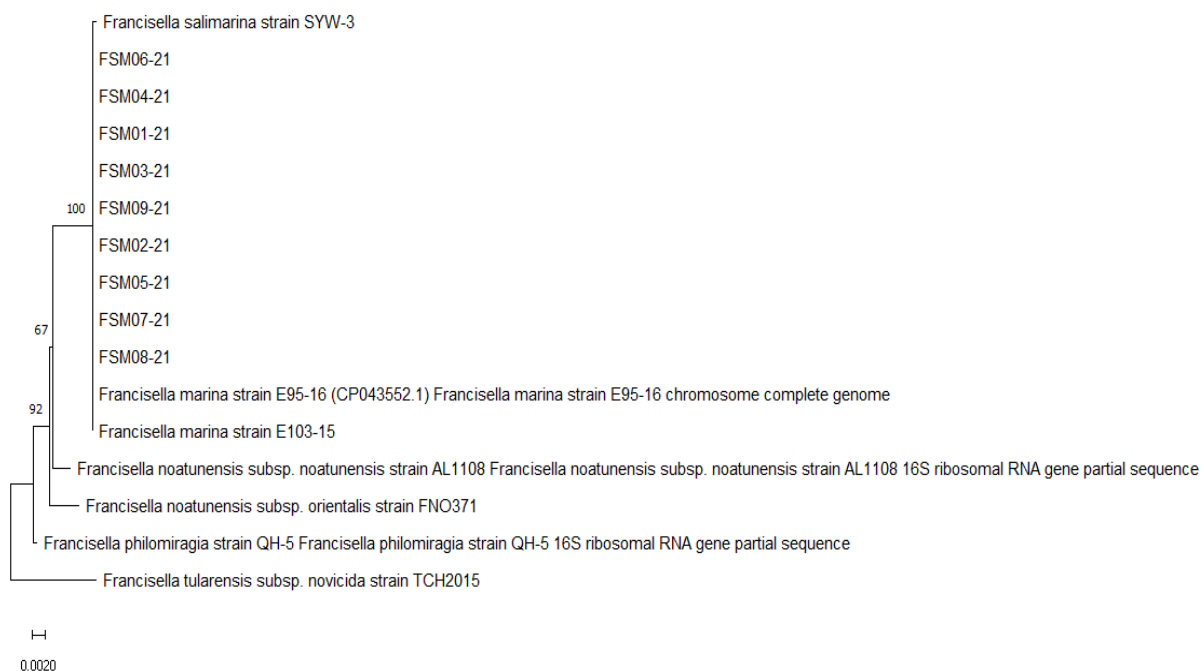 Francisella salimarina strain SYW-3
FSM06-21
FSM04-21
FSM01-21
FSM03-21
100
FSM09-21
FSM02-21
FSM05-21
FSM07-21
67
FSM08-21
Francisella marina strain E95-16 (CP043552.1) Francisella marina strain E95-16 chromosome complete genome
92
Francisella marina strain E103-15
Francisella noatunensis subsp. noatunensis strain AL1108 Francisella noatunensis subsp. noatunensis strain AL1108 16S ribosomal RNA gene partial sequence
Francisella noatunensis subsp. orientalis strain FNO371
Francisella philomiragia strain QH-5 Francisella philomiragia strain QH-5 16S ribosomal RNA gene partial sequence
Francisella tularensis subsp. novicida strain TCH2015
0.0020